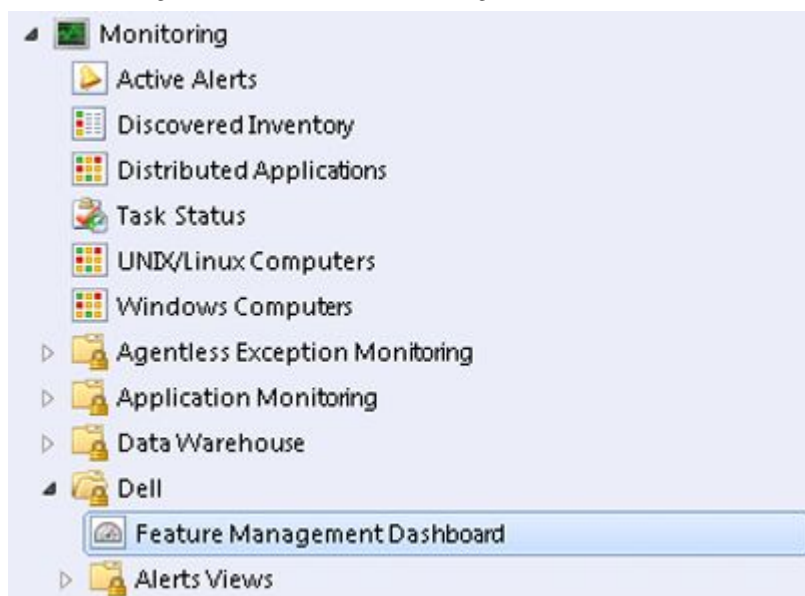 Monitoring
Active Alerts
Discovered Inventory
Distributed Applications
Task Status
UNIX/Linux Computers
Windows Computers
Agentless Exception Monitoring
Application Monitoring
Data Warehouse
Dell
Feature Management Dashboard
Alerts Views